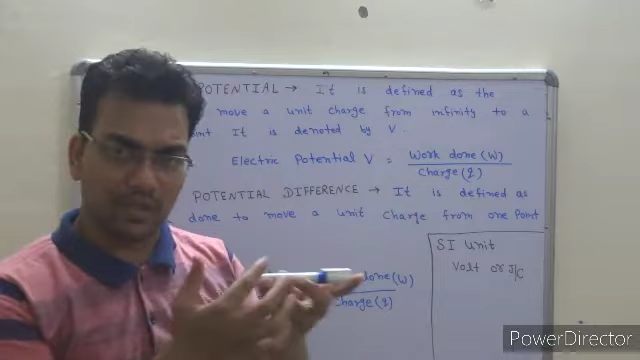 POTENTIAL → It is defined as the
move a unit charge from infinity to a
It is denoted by V.
Electric Potential V = Work done (W)
Charge (q)
POTENTIAL DIFFERENCE → It is defined as
done to move a unit charge from one Point
done (W)
Charge (q)
SI Unit
Volt or J/C
PowerDirector